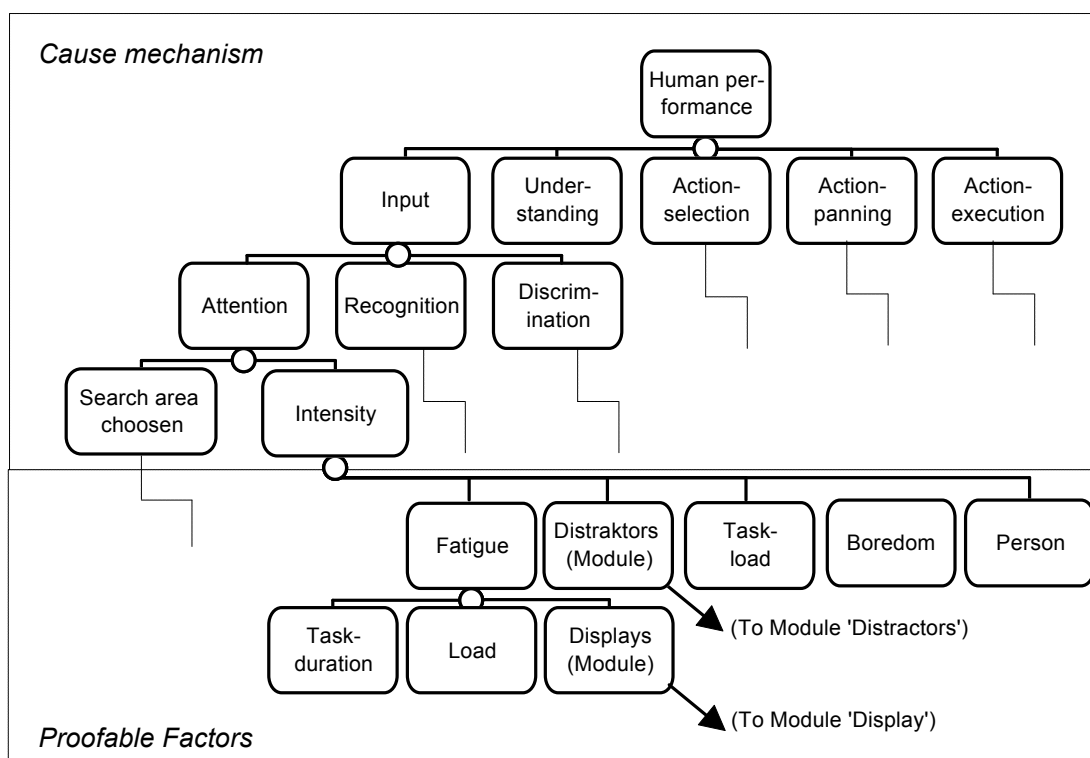 Cause mechanism
Human per-
formance
Input
Under-
standing
Action-
selection
Action-
panning
Action-
execution
Attention
Recognition
Discrim-
ination
Search area
choosen
Intensity
Fatigue
Distraktors
(Module)
Task-
load
Boredom
Person
Task-
duration
Load
Displays
(Module)
(To Module 'Distractors')
(To Module 'Display')
Proofable Factors